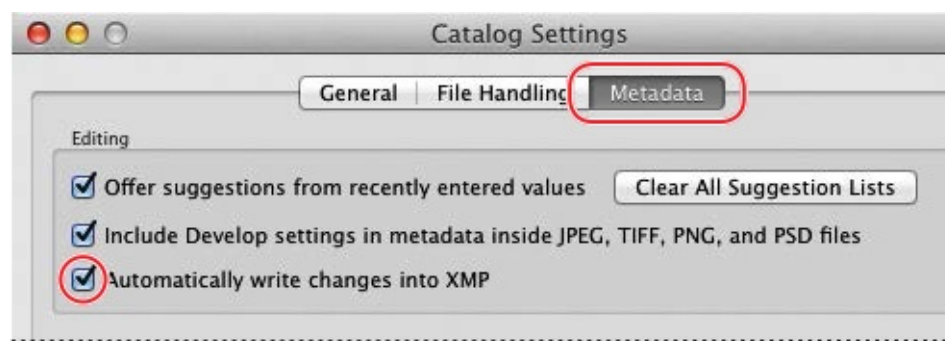 Catalog Settings
General File Handling Metadata
Editing
Offer suggestions from recently entered values Clear All Suggestion Lists
Include Develop settings in metadata inside JPEG, TIFF, PNG, and PSD files
Automatically write changes into XMP